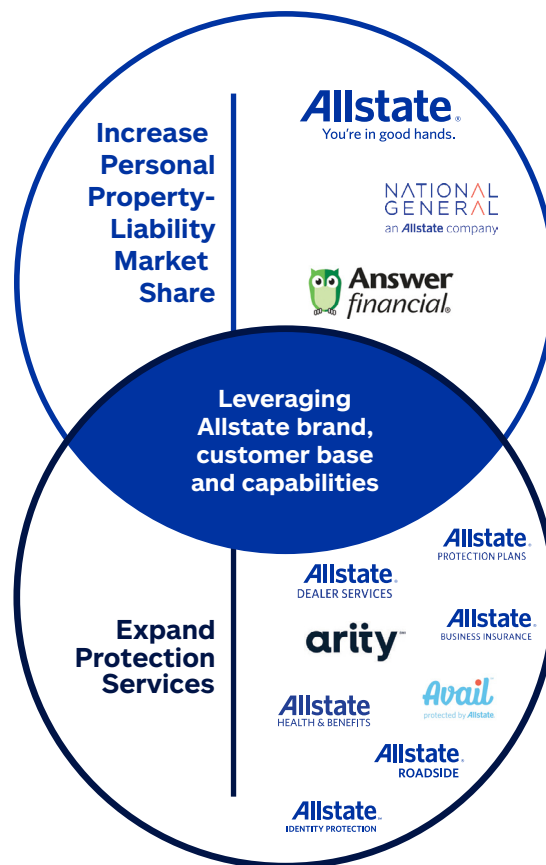 Increase
Personal
Property-
Liability
Market
Share
Allstate®
You're in good hands.
NATIONAL
GENERAL
an Allstate company
Answer
financial®
Leveraging
Allstate brand,
customer base
and capabilities
Expand
Protection
Services
Allstate®
PROTECTION PLANS
Allstate®
DEALER SERVICES
arity℠
Allstate®
BUSINESS INSURANCE
Allstate
HEALTH & BENEFITS
Avail
protected by Allstate.
Allstate®
ROADSIDE
Allstate
IDENTITY PROTECTION